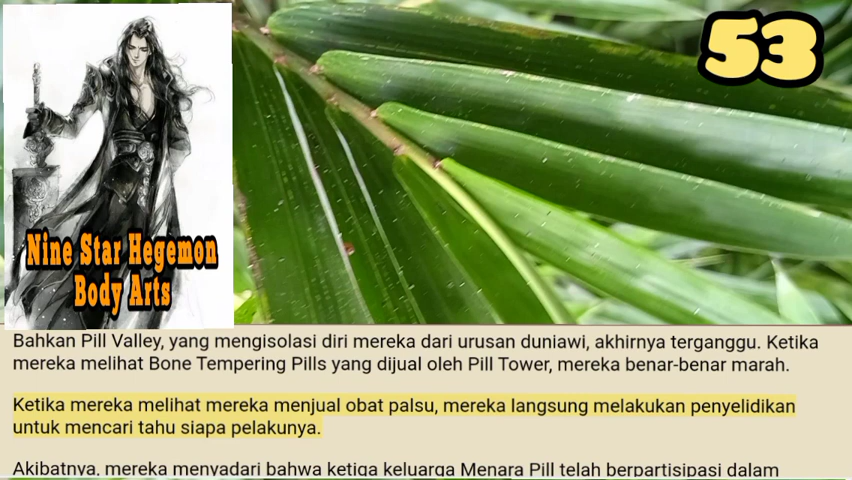 53
Nine Star Hegemon
Body Arts
Bahkan Pill Valley, yang mengisolasi diri mereka dari urusan duniawi, akhirnya terganggu. Ketika
mereka melihat Bone Tempering Pills yang dijual oleh Pill Tower, mereka benar-benar marah.
Ketika mereka melihat mereka menjual obat palsu, mereka langsung melakukan penyelidikan
untuk mencari tahu siapa pelakunya.
Akibatnya, mereka menyadari bahwa ketiga keluarga Menara Pill telah berpartisipasi dalam